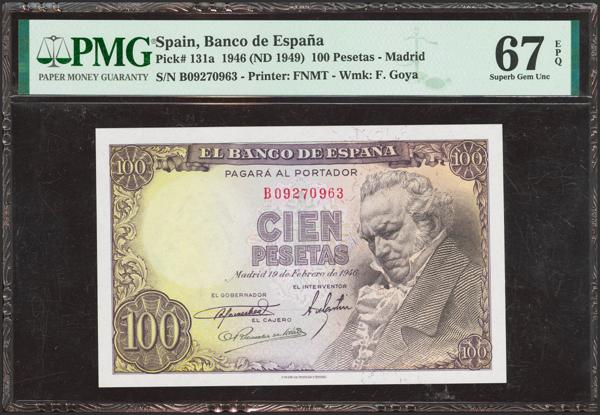 PMG
PAPER MONEY GUARANTY
Spain, Banco de España
Pick# 131a 1946 (ND 1949) 100 Pesetas - Madrid
S/N B09270963 - Printer: FNMT - Wmk: F. Goya
67 EPQ
Superb Gem Unc
100
EL BANCO DE ESPAÑA
100
PAGARÁ AL PORTADOR
B09270963
CIEN
PESETAS
Madrid 19 de Febrero de 1946
EL GOBERNADOR
EL INTERVENTOR
EL CAJERO
100
100